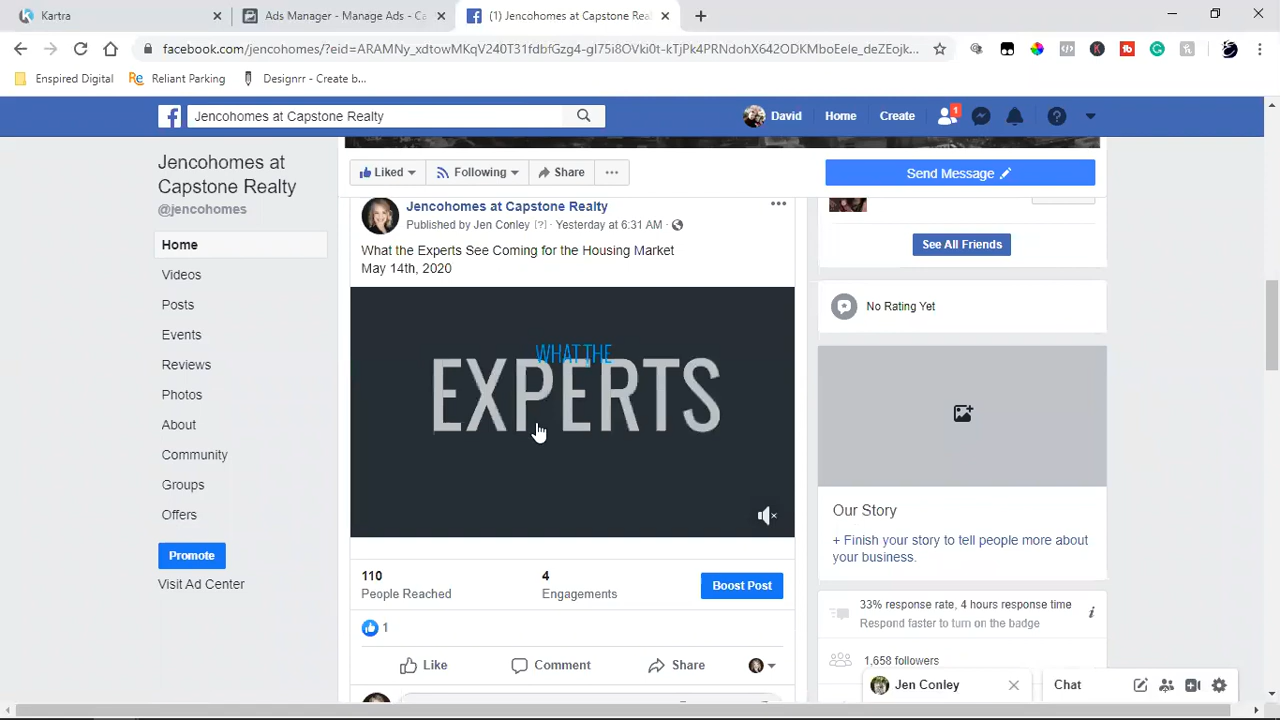 Kartra
Ads Manager - Manage Ads - Ca
(1) Jencohomes at Capstone Rea
facebook.com/jencohomes/?eid=ARAMNy_xdtowMKqV240T31fdbfGzg4-gl75i8OVki0t-kTjPk4PRNdonX642ODKMboEele_deZEojk...
Inspired Digital
Reliant Parking
Designrr - Create b...
Jencohomes at Capstone Realty
David
Home
Create
1
Jencohomes at
Capstone Realty
@jencohomes
Home
Videos
Posts
Events
Reviews
Photos
About
Community
Groups
Offers
Promote
Visit Ad Center
Liked
Following
Share
Send Message
Jencohomes at Capstone Realty
Published by Jen Conley [?] · Yesterday at 6:31 AM ·
What the Experts See Coming for the Housing Market
May 14th, 2020
WHAT THE
EXPERTS
110
People Reached
4
Engagements
Boost Post
1
Like
Comment
Share
See All Friends
No Rating Yet
Our Story
+ Finish your story to tell people more about
your business.
33% response rate, 4 hours response time
Respond faster to turn on the badge
1,658 followers
Jen Conley
Chat